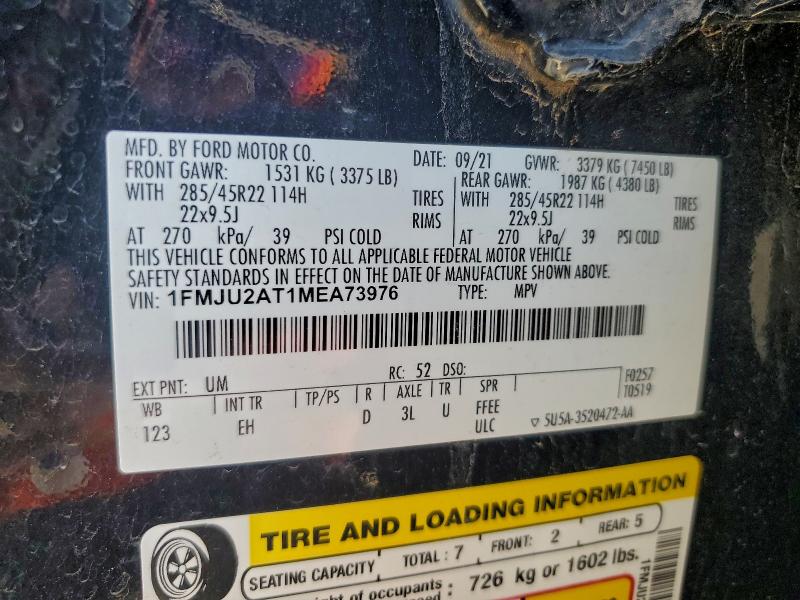 MFD. BY FORD MOTOR CO. DATE: 09/21 GVWR: 3379 KG ( 7450 LB)
FRONT GAWR: 1531 KG ( 3375 LB) REAR GAWR: 1987 KG ( 4380 LB)
WITH 285/45R22 114H TIRES WITH 285/45R22 114H TIRES
22x9.5J RIMS 22x9.5J RIMS
AT 270 kPa/ 39 PSI COLD AT 270 kPa/ 39 PSI COLD
THIS VEHICLE CONFORMS TO ALL APPLICABLE FEDERAL MOTOR VEHICLE
SAFETY STANDARDS IN EFFECT ON THE DATE OF MANUFACTURE SHOWN ABOVE.
VIN: 1FMJU2AT1MEA73976 TYPE: MPV
EXT PNT: UM RC: 52 DSO: F0257
T0519
WB INT TR TP/PS R AXLE TR SPR
123 EH D 3L U FFEE
ULC ▽ 5U5A-3520472-AA
TIRE AND LOADING INFORMATION
SEATING CAPACITY TOTAL : 7 FRONT: 2 REAR: 5
ght of occupants : 726 kg or 1602 lbs.
1FMJU2